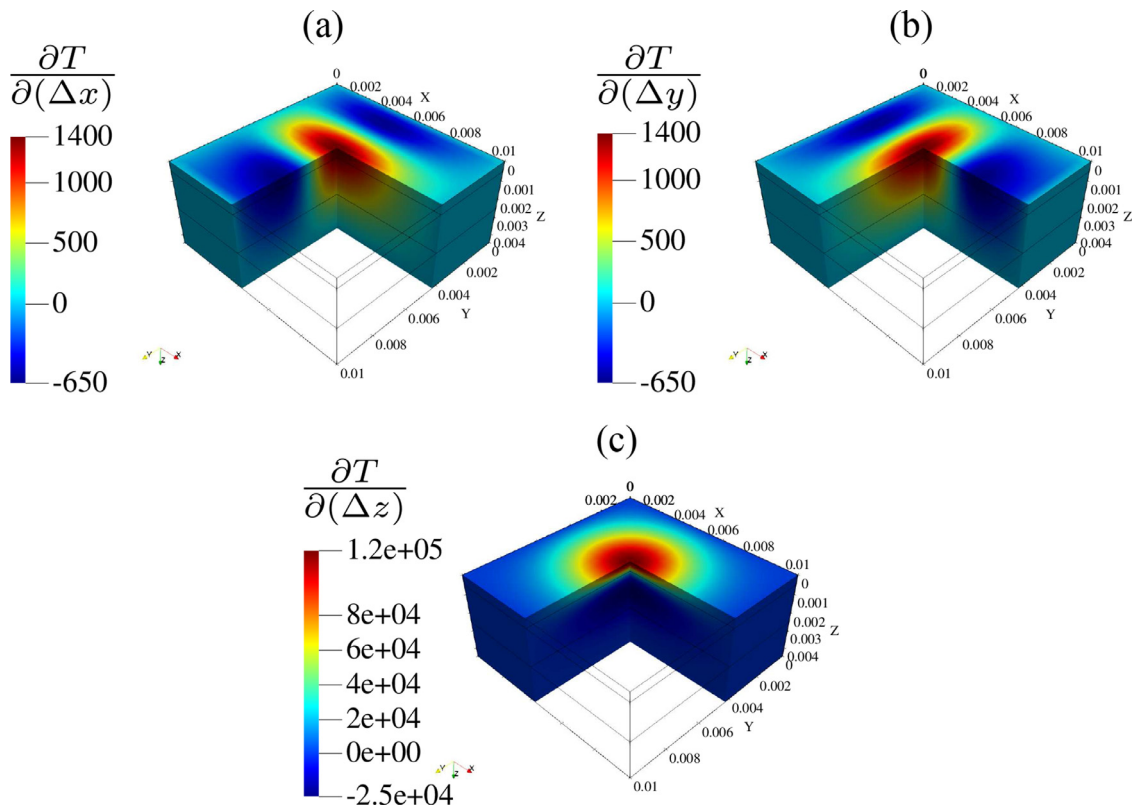 (a)
∂T
∂(Δx)
1400
1000
500
0
-650
0
0.002
0.004
X
0.006
0.008
0.01
0
0.001
0.002
Z
0.003
0.004
0
0.002
0.004
Y
0.006
0.008
0.01
Y
Z
X
(b)
∂T
∂(Δy)
1400
1000
500
0
-650
0
0.002
0.004
X
0.006
0.008
0.01
0
0.001
0.002
Z
0.003
0.004
0
0.002
0.004
Y
0.006
0.008
0.01
Y
Z
X
(c)
∂T
∂(Δz)
1.2e+05
8e+04
6e+04
4e+04
2e+04
0e+00
-2.5e+04
0
0.002 0.002
0.004
X
0.006
0.008
0.01
0
0.001
0.002
Z
0.003
0.004
0
0.002
0.004
Y
0.006
0.008
0.01
Y
Z
X